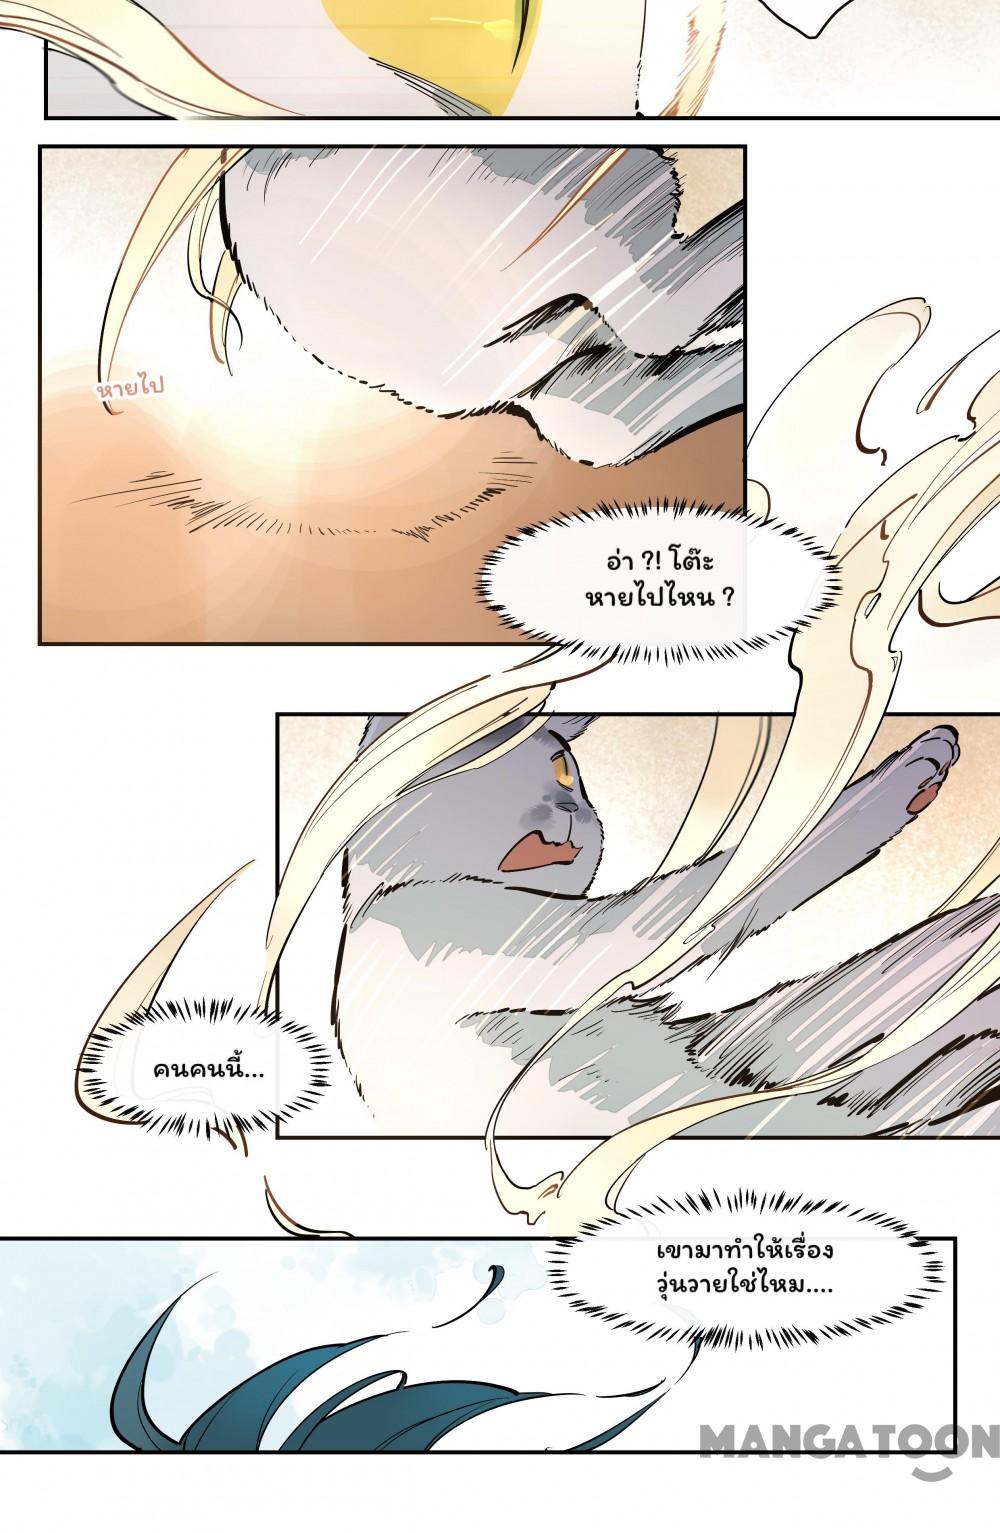 หายไป
อ๋า ?! โต๊ะ
หายไปไหน ?
คนคนนี้...
เขามาทำให้เรื่อง
วุ่นวายใช่ไหม....
MANGATOON